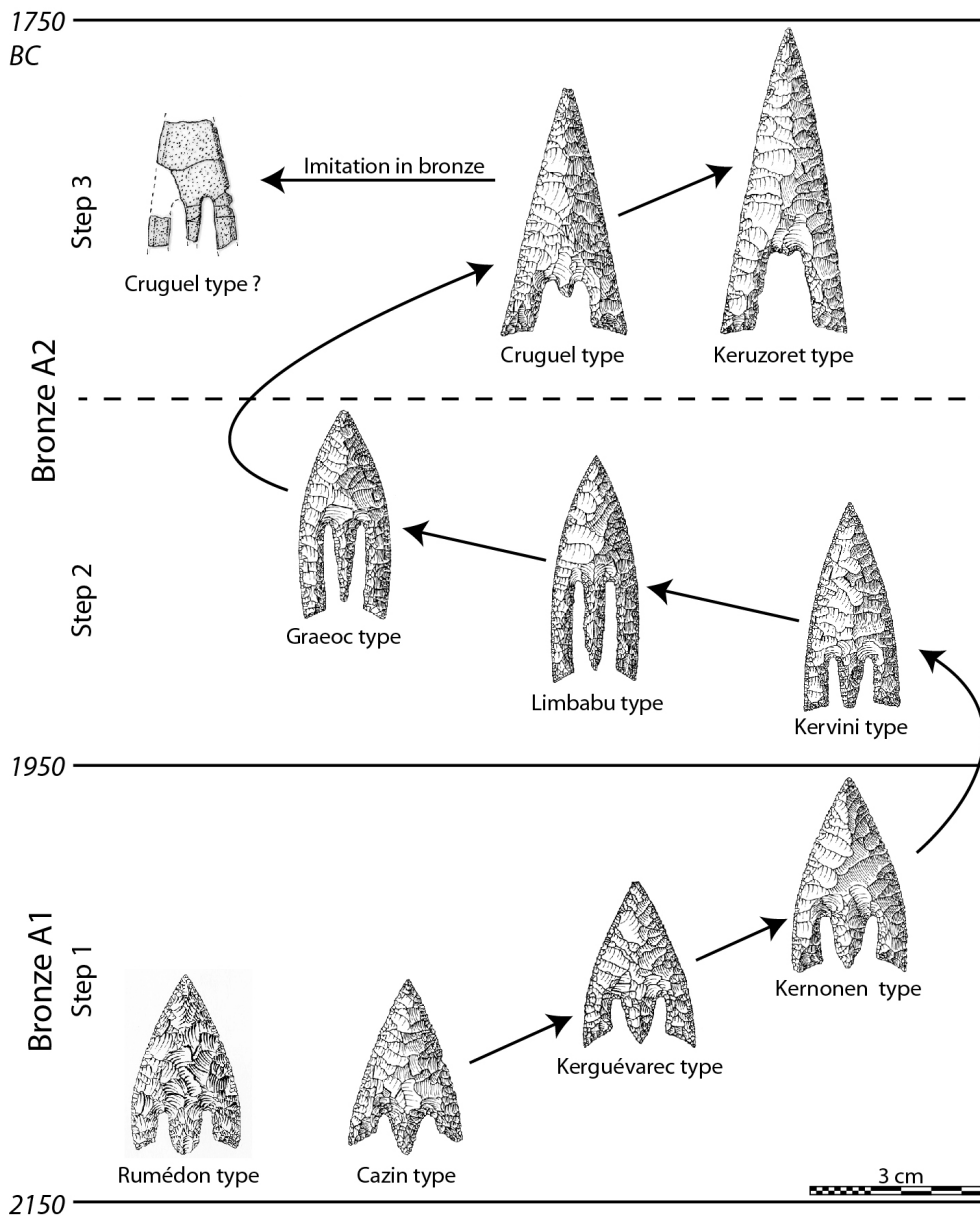 1750
BC
Imitation in bronze
Step 3
Cruguel type ?
Cruguel type
Keruzoret type
Bronze A2
Step 2
Graeoc type
Limbabu type
Kervini type
1950
Bronze A1
Step 1
Kernonen type
Kerguévarec type
Rumédon type
Cazin type
3 cm
2150